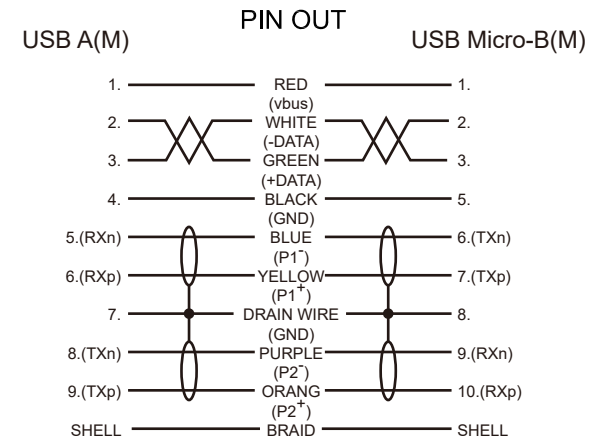 PIN OUT
USB A(M) USB Micro-B(M)
1. RED 1.
(vbus)
2. WHITE 2.
(-DATA)
3. GREEN 3.
(+DATA)
4. BLACK 5.
(GND)
5.(RXn) BLUE 6.(TXn)
(P1⁻)
6.(RXp) YELLOW 7.(TXp)
(P1⁺)
7. DRAIN WIRE 8.
(GND)
8.(TXn) PURPLE 9.(RXn)
(P2⁻)
9.(TXp) ORANG 10.(RXp)
(P2⁺)
SHELL BRAID SHELL